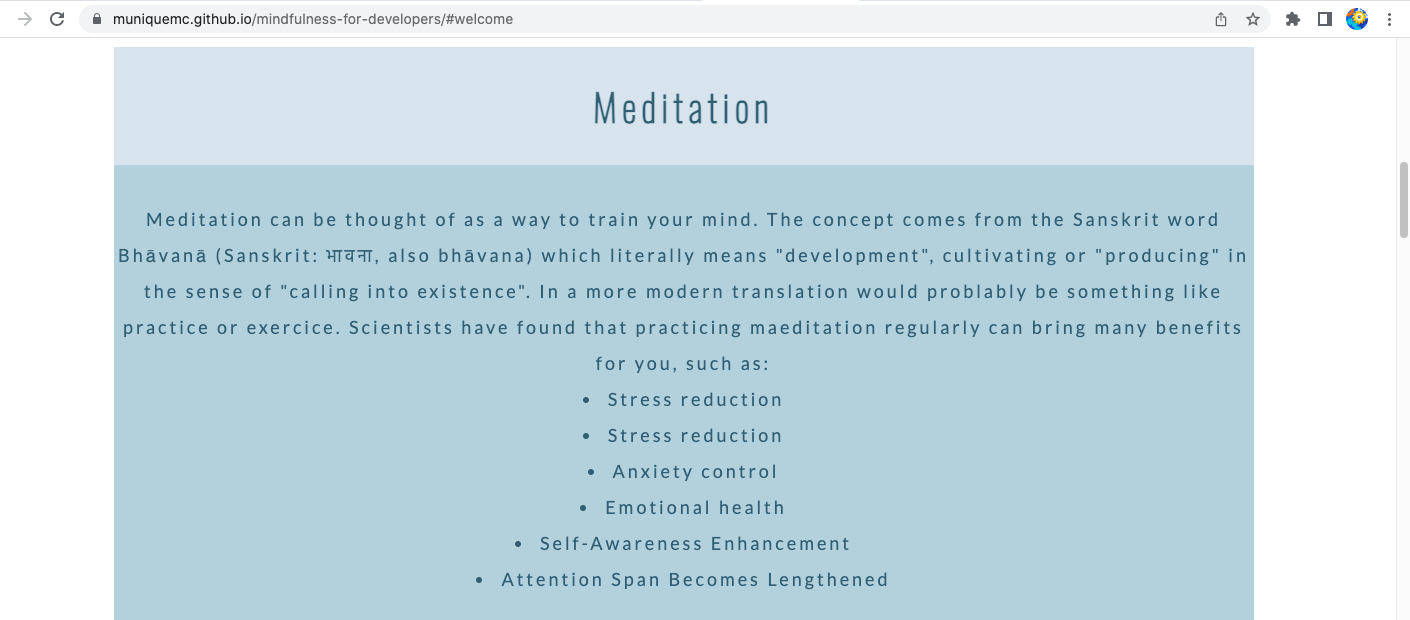 muniquemc.github.io/mindfulness-for-developers/#welcome
Meditation
Meditation can be thought of as a way to train your mind. The concept comes from the Sanskrit word
Bhāvanā (Sanskrit: भावना, also bhāvana) which literally means "development", cultivating or "producing" in
the sense of "calling into existence". In a more modern translation would problably be something like
practice or exercice. Scientists have found that practicing maeditation regularly can bring many benefits
for you, such as:
• Stress reduction
• Stress reduction
• Anxiety control
• Emotional health
• Self-Awareness Enhancement
• Attention Span Becomes Lengthened